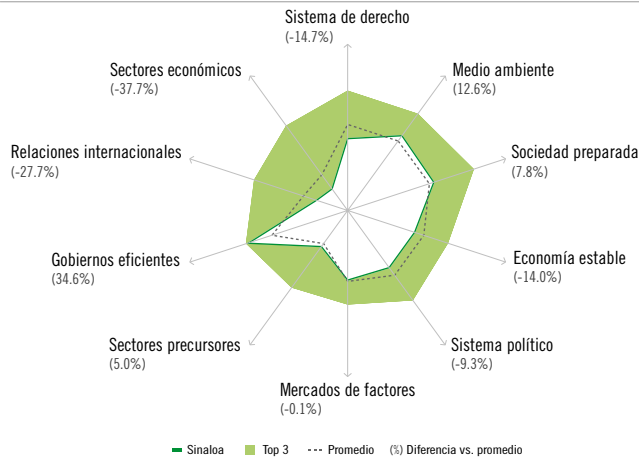 Sistema de derecho
(-14.7%)
Sectores económicos
(-37.7%)
Medio ambiente
(12.6%)
Relaciones internacionales
(-27.7%)
Sociedad preparada
(7.8%)
Gobiernos eficientes
(34.6%)
Economía estable
(-14.0%)
Sectores precursores
(5.0%)
Sistema político
(-9.3%)
Mercados de factores
(-0.1%)
Sinaloa Top 3 Promedio (%) Diferencia vs. promedio